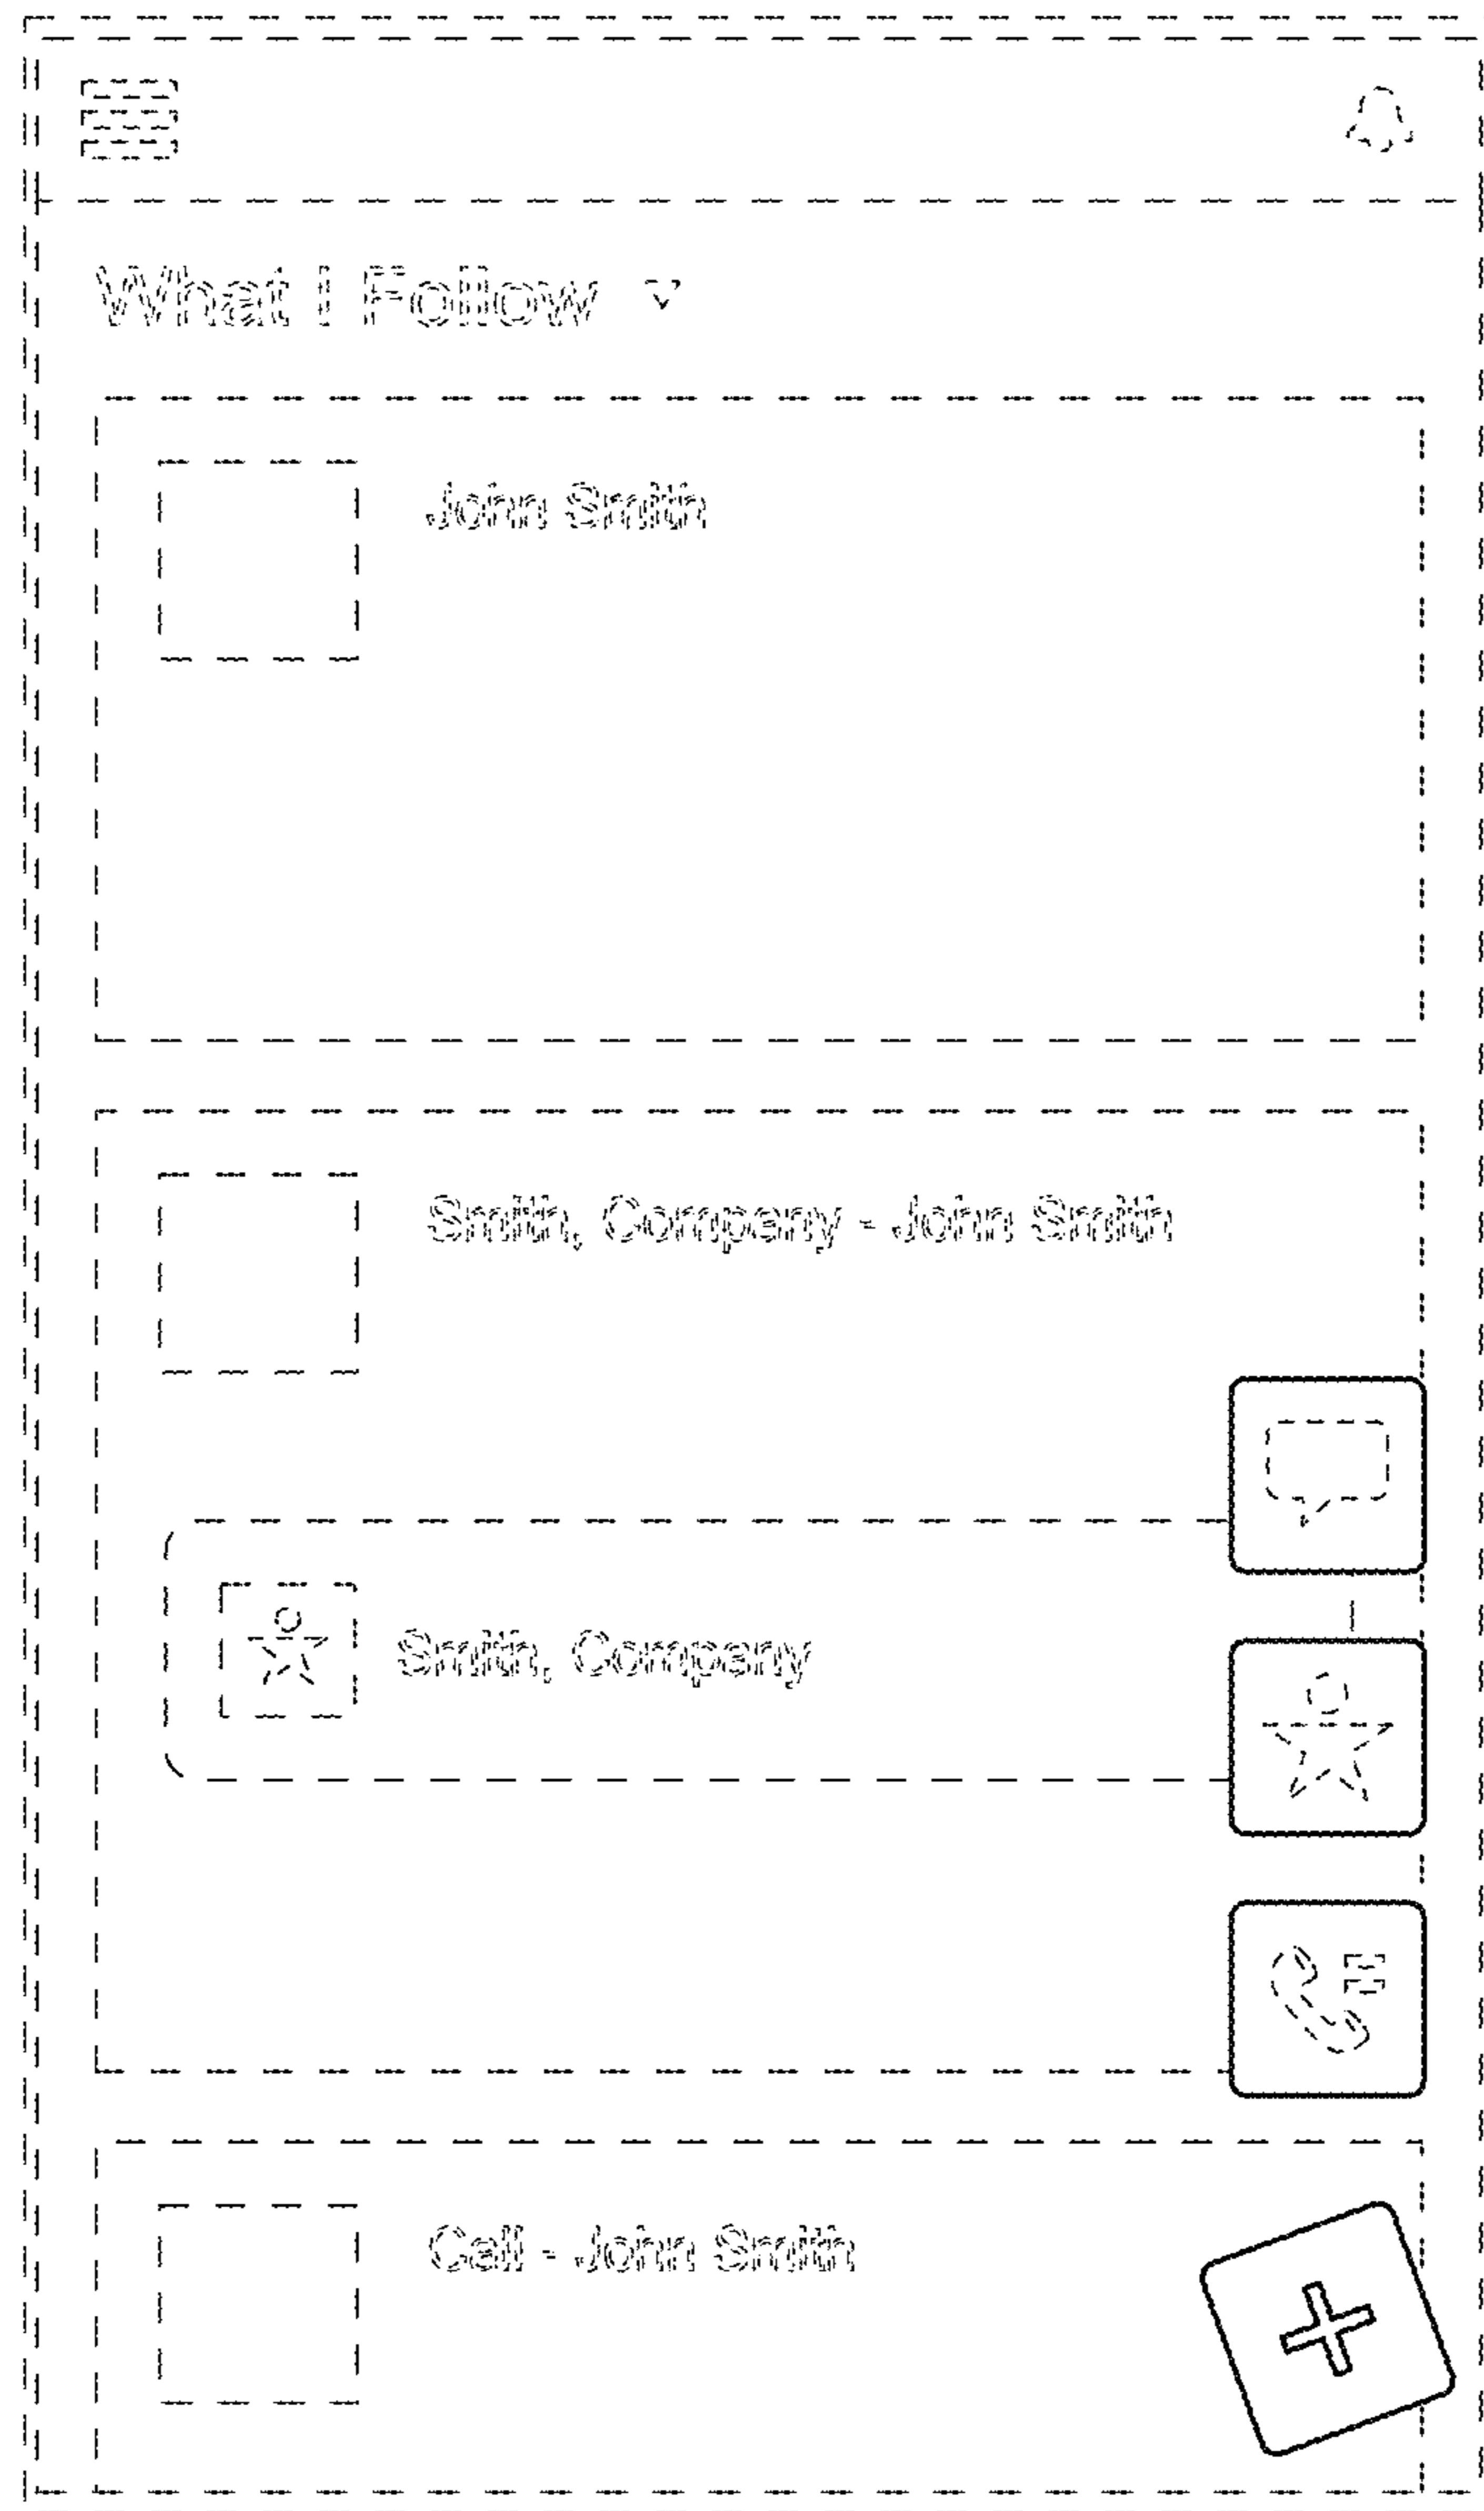 What I Follow
John Smith
Smith, Company - John Smith
Smith, Company
Call - John Smith